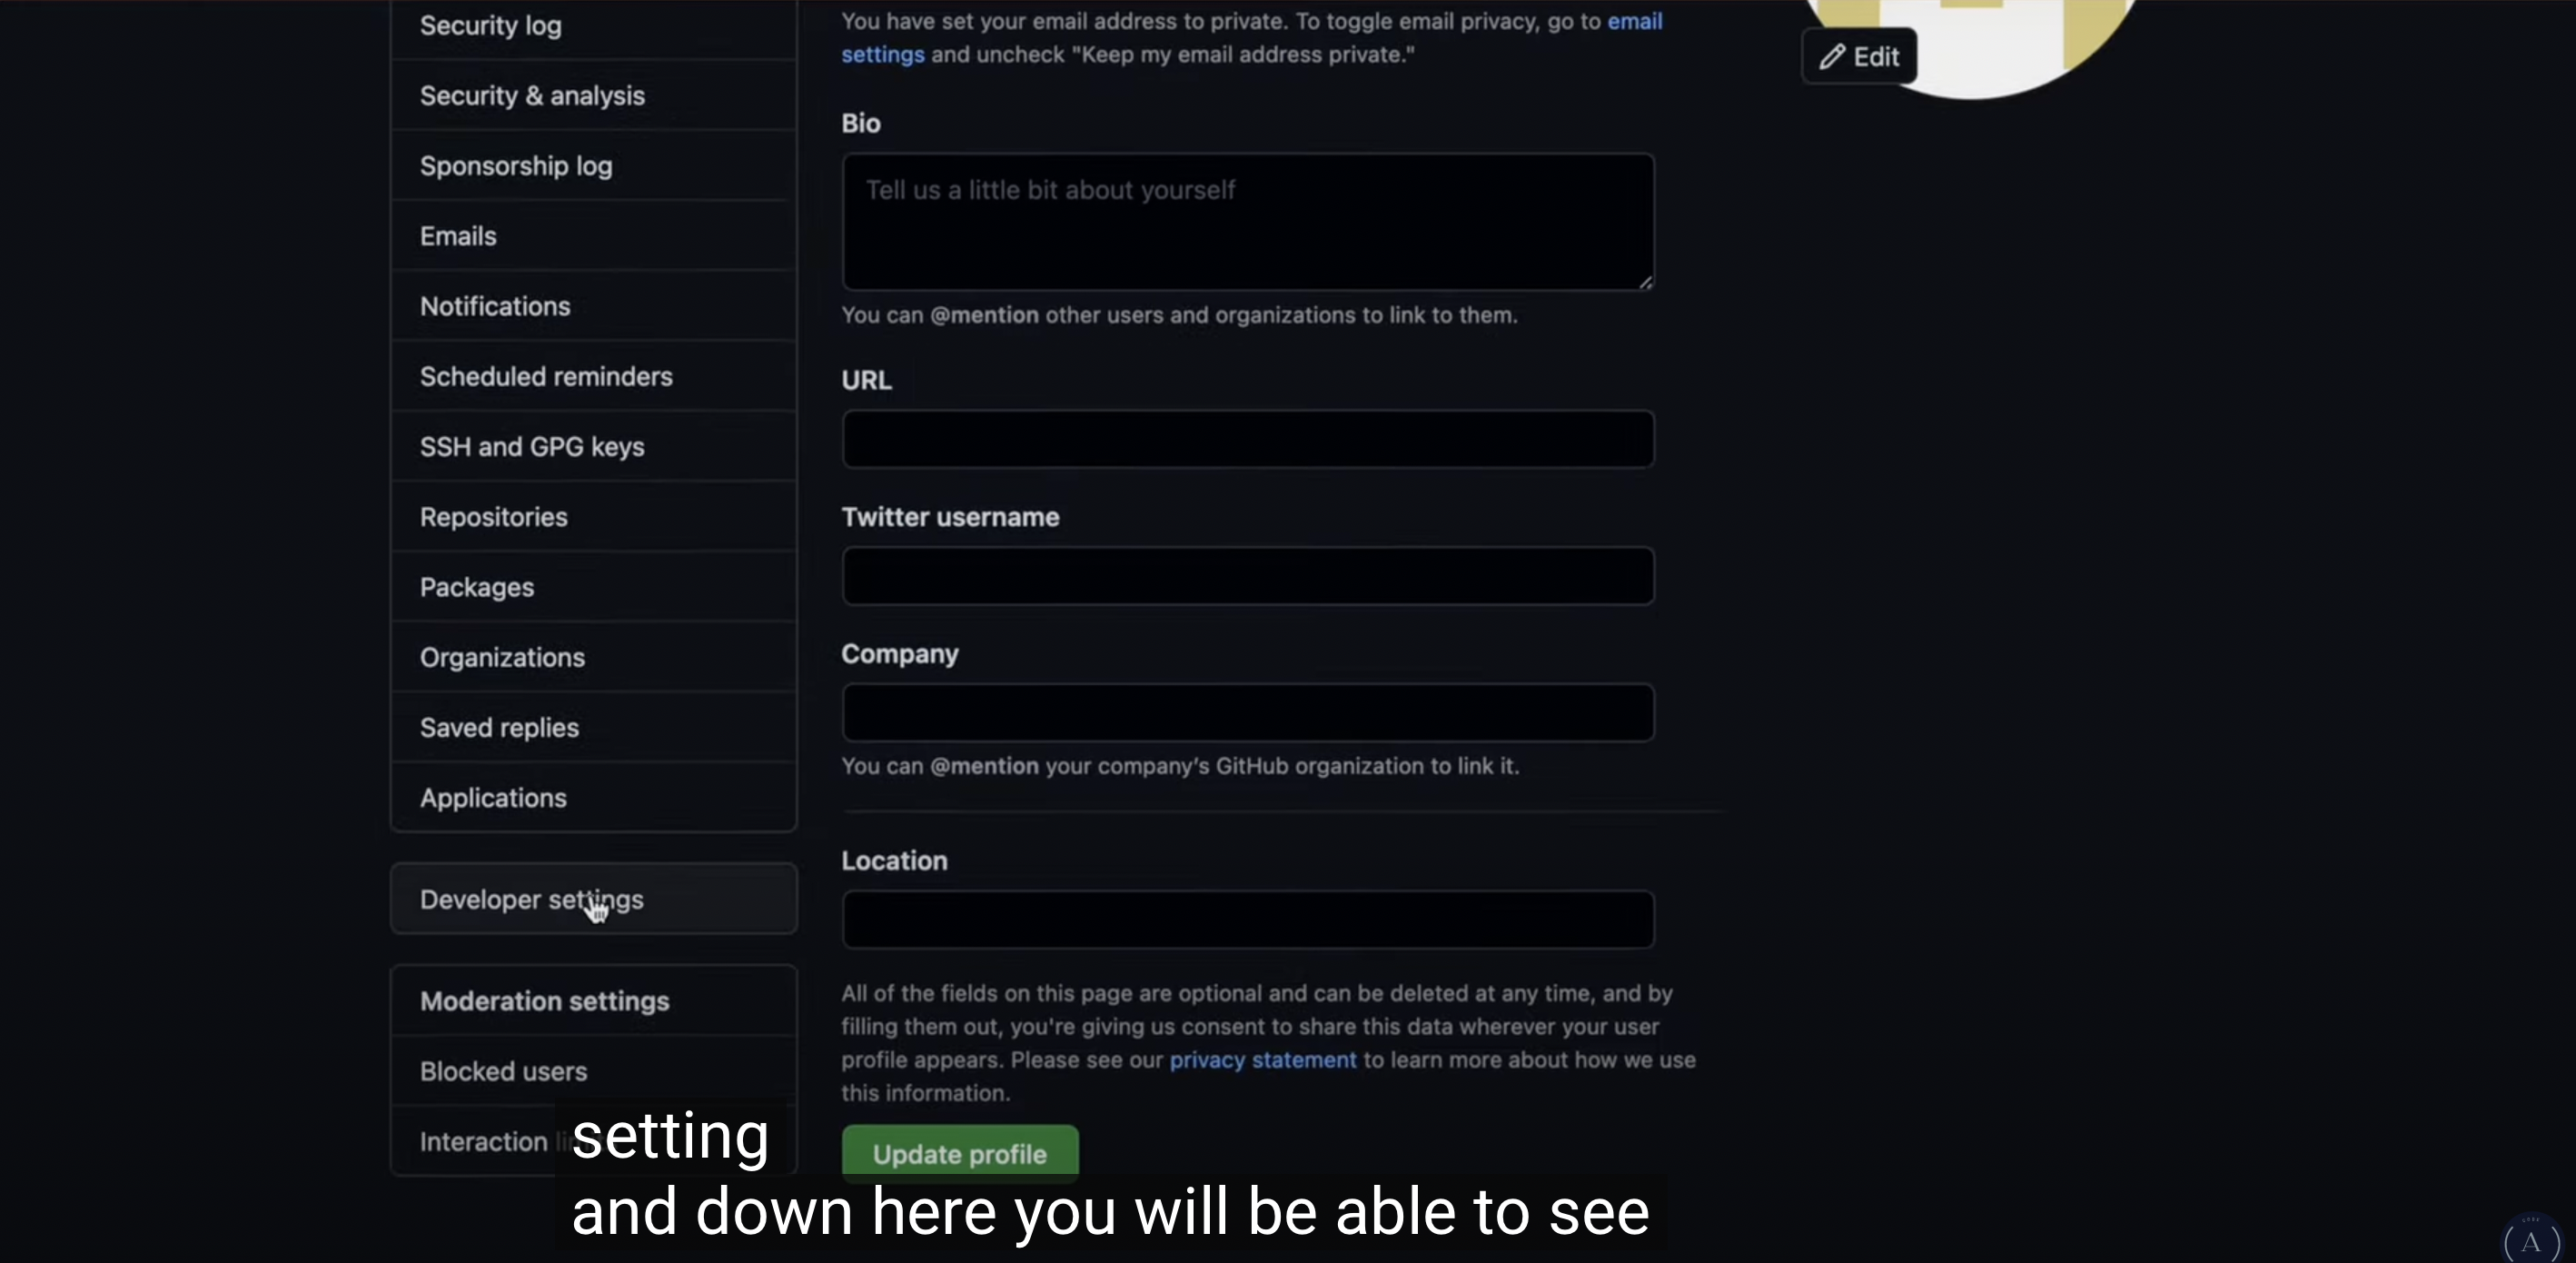 Security log
Security & analysis
Sponsorship log
Emails
Notifications
Scheduled reminders
SSH and GPG keys
Repositories
Packages
Organizations
Saved replies
Applications
Developer settings
Moderation settings
Blocked users
Interaction
You have set your email address to private. To toggle email privacy, go to email
settings and uncheck "Keep my email address private."
Bio
Tell us a little bit about yourself
You can @mention other users and organizations to link to them.
URL
Twitter username
Company
You can @mention your company's GitHub organization to link it.
Location
All of the fields on this page are optional and can be deleted at any time, and by
filling them out, you're giving us consent to share this data wherever your user
profile appears. Please see our privacy statement to learn more about how we use
this information.
Update profile
Edit
setting
and down here you will be able to see
A